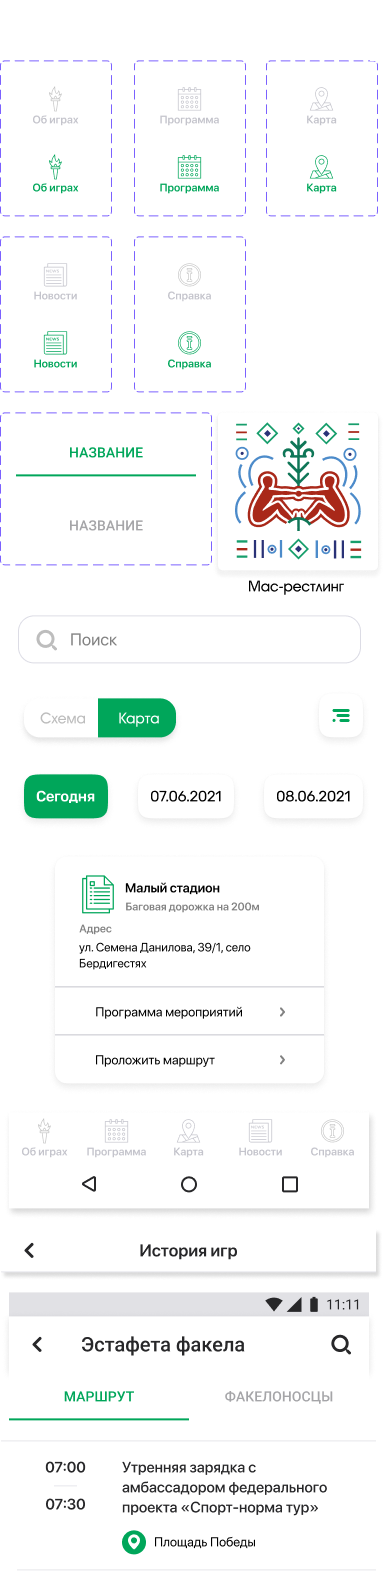 Об играх
Программа
Карта
Об играх
Программа
Карта
NEWS
Новости
Справка
NEWS
Новости
Справка
НАЗВАНИЕ
НАЗВАНИЕ
Мас-рестлинг
Поиск
Схема
Карта
Сегодня
07.06.2021
08.06.2021
Малый стадион
Баговая дорожка на 200м
Адрес
ул. Семена Данилова, 39/1, село
Бердигестях
Программа мероприятий
Проложить маршрут
NEWS
Об играх
Программа
Карта
Новости
Справка
История игр
11:11
Эстафета факела
МАРШРУТ
ФАКЕЛОНОСЦЫ
07:00
07:30
Утренняя зарядка с
амбассадором федерального
проекта «Спорт-норма тур»
Площадь Победы